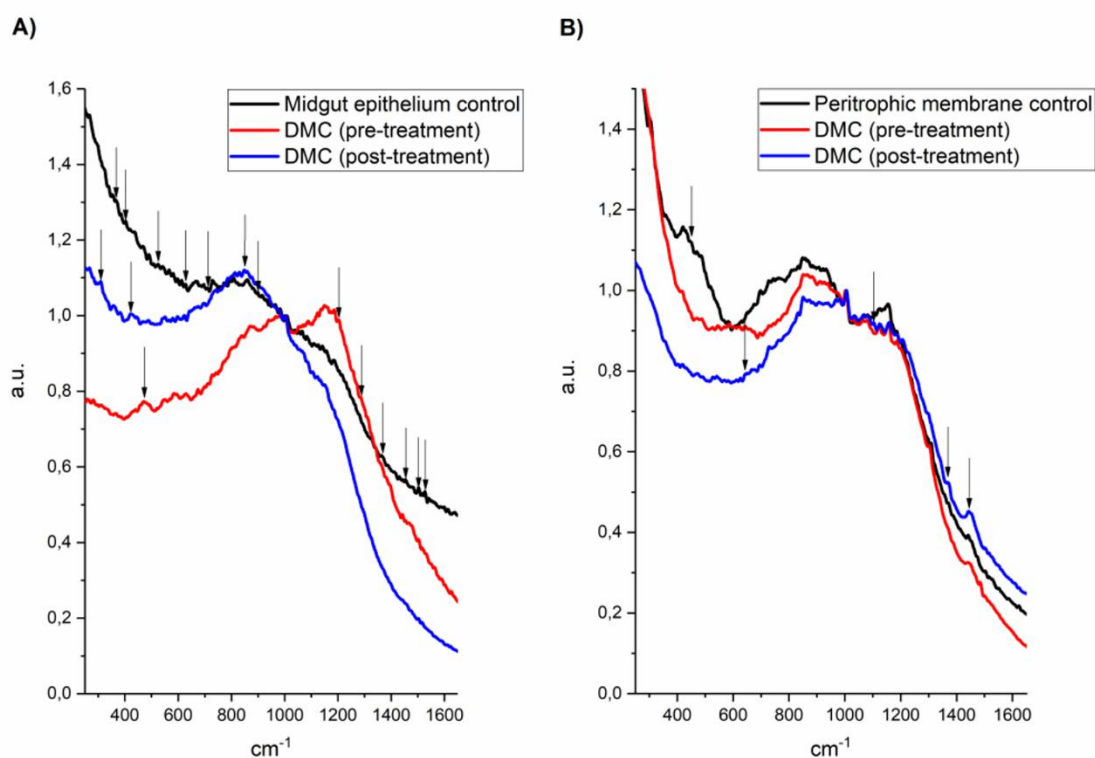 A)
1,6
1,4
1,2
1,0
0,8
0,6
0,4
0,2
0,0
a.u.
Midgut epithelium control
DMC (pre-treatment)
DMC (post-treatment)
400 600 800 1000 1200 1400 1600
cm⁻¹
B)
1,4
1,2
1,0
0,8
0,6
0,4
0,2
0,0
a.u.
Peritrophic membrane control
DMC (pre-treatment)
DMC (post-treatment)
400 600 800 1000 1200 1400 1600
cm⁻¹